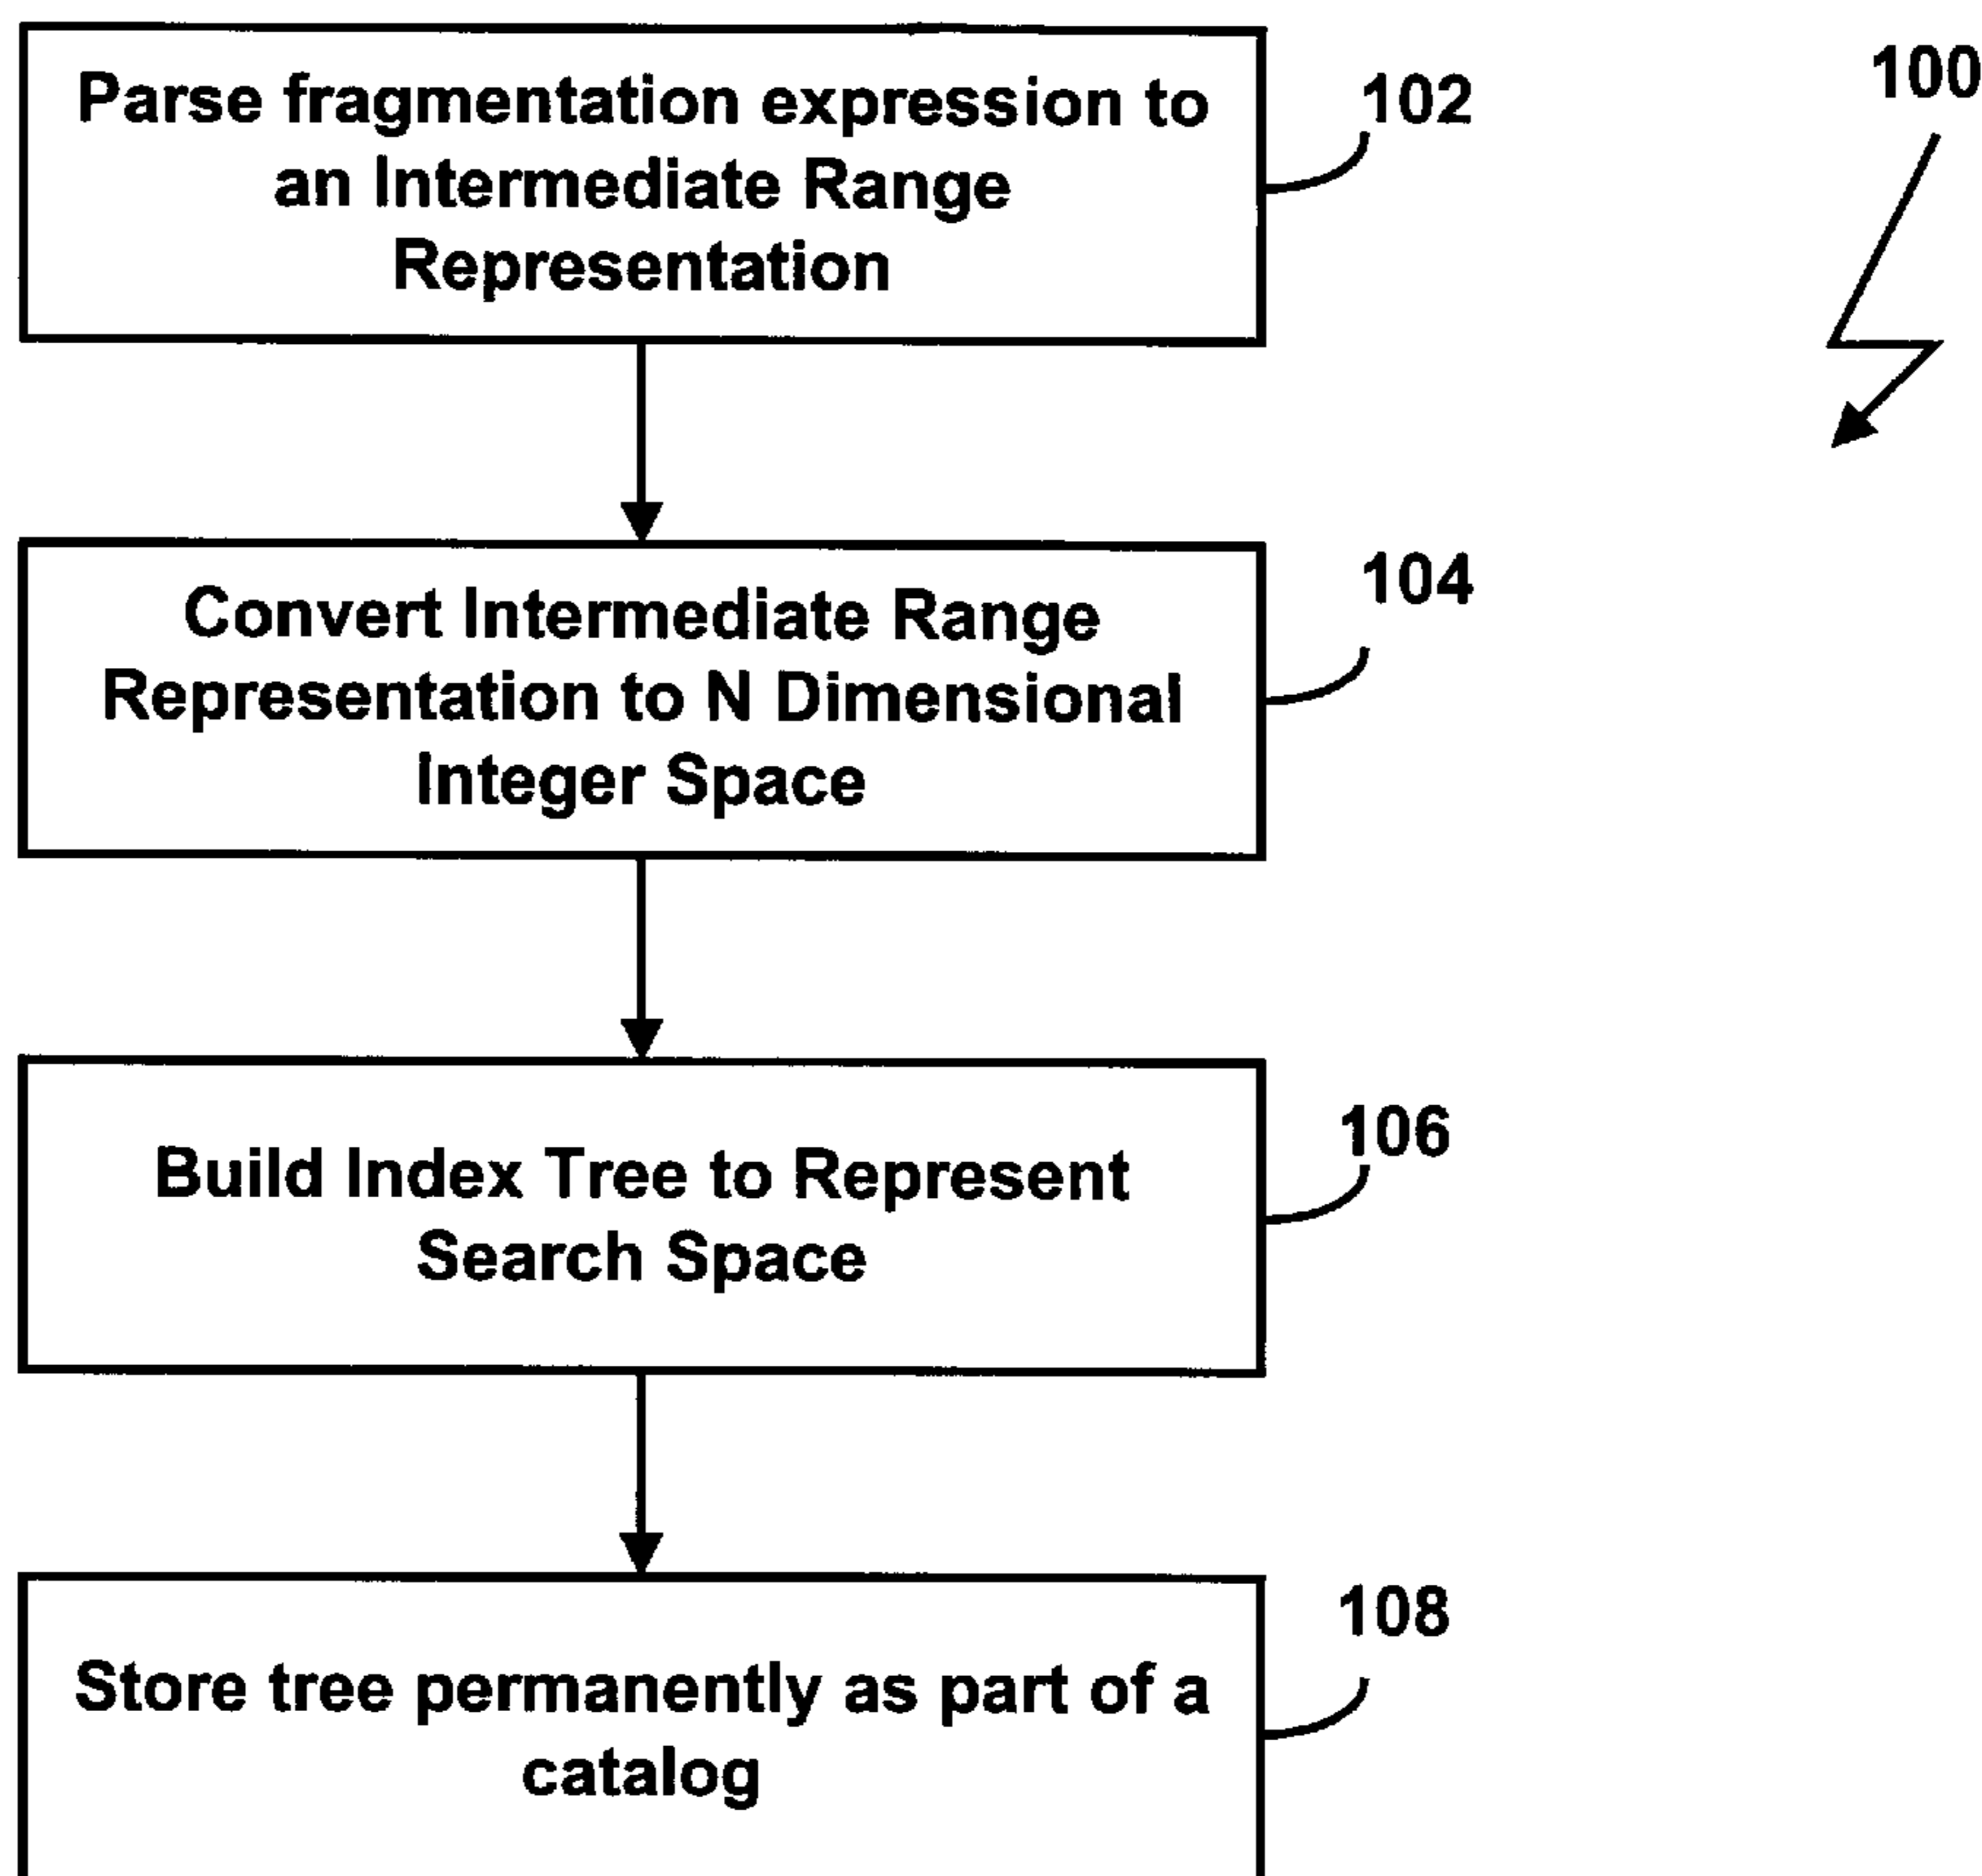 Parse fragmentation expression to
an Intermediate Range
Representation
102
100
Convert Intermediate Range
Representation to N Dimensional
Integer Space
104
Build Index Tree to Represent
Search Space
106
Store tree permanently as part of a
catalog
108